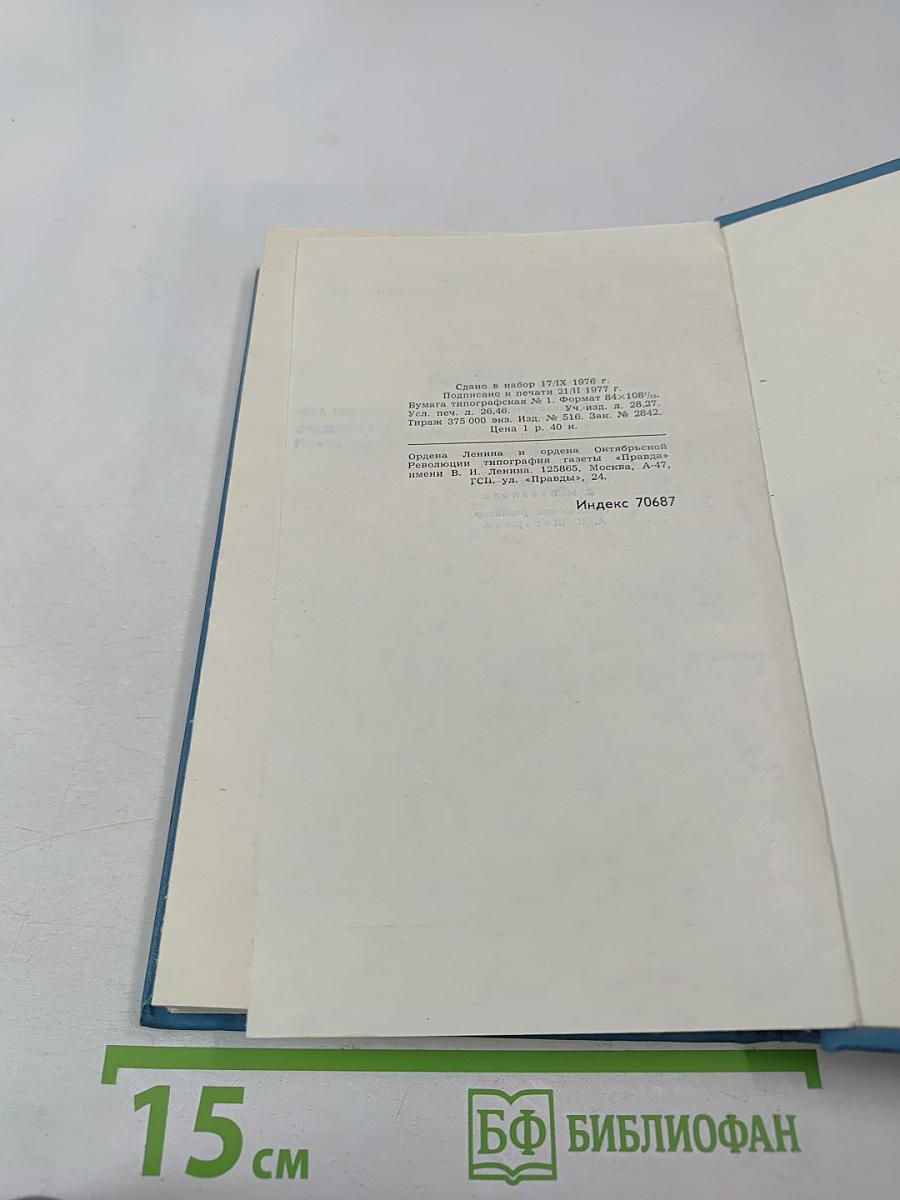 Сдано в набор 17/IX 1976 г.
Подписано к печати 21/II 1977 г.
Бумага типографская № 1. Формат 84×108¹/₃₂.
Усл. печ. л. 26,46. Уч.-изд. л. 28,27.
Тираж 375 000 экз. Изд. № 516. Зак. № 2842.
Цена 1 р. 40 к.
Ордена Ленина и ордена Октябрьской
Революции типография газеты «Правда»
имени В. И. Ленина. 125865, Москва, А-47,
ГСП, ул. «Правды», 24.
Индекс 70687
15 см
БФ БИБЛИОФАН